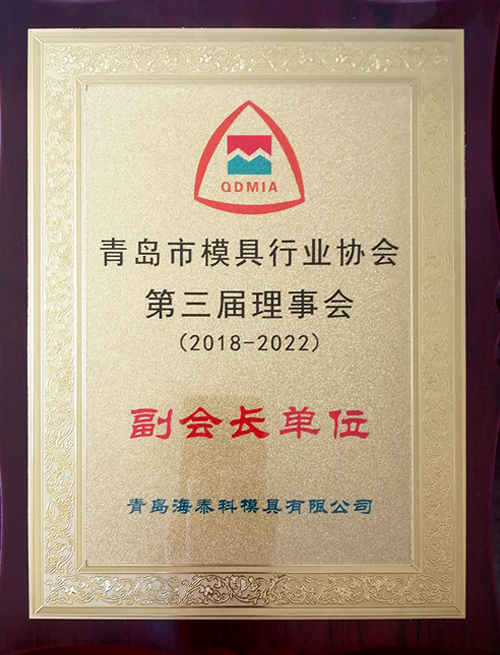 QDMIA
青岛市模具行业协会
第三届理事会
(2018-2022)
副会长单位
青岛海泰科模具有限公司